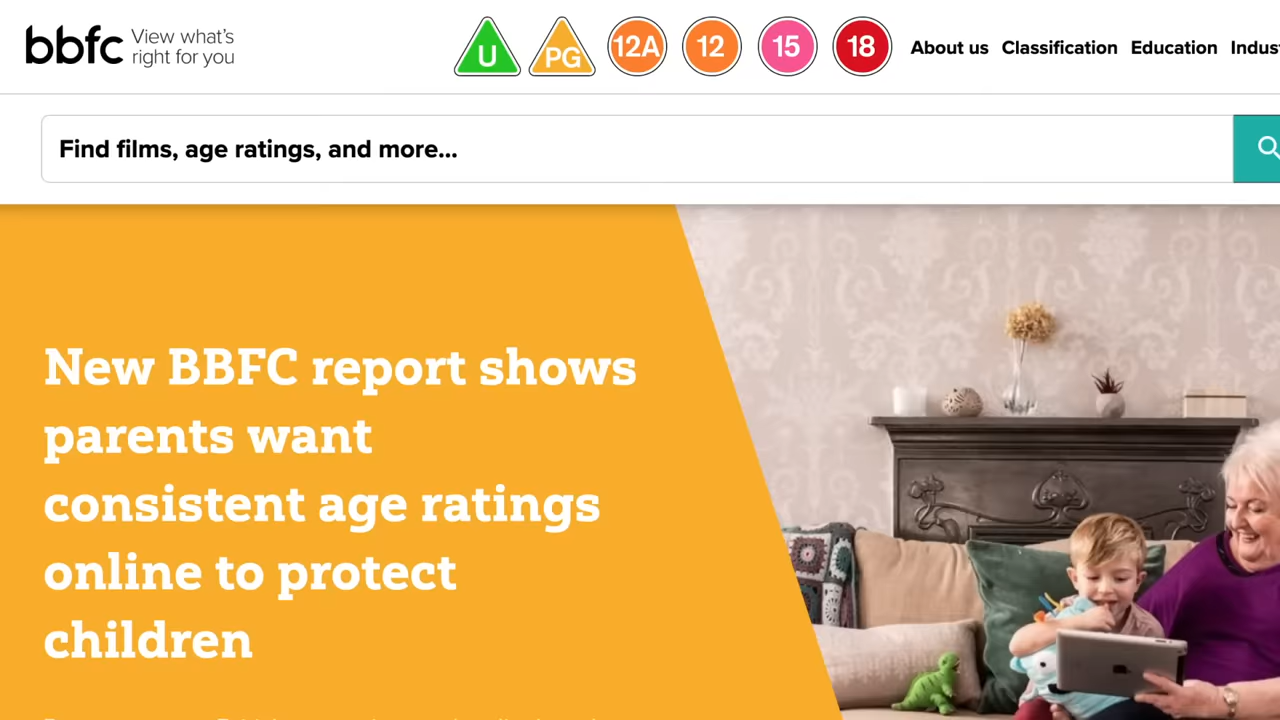 bbfc View what's
right for you
U PG 12A 12 15 18 About us Classification Education
Find films, age ratings, and more...
New BBFC report shows
parents want
consistent age ratings
online to protect
children